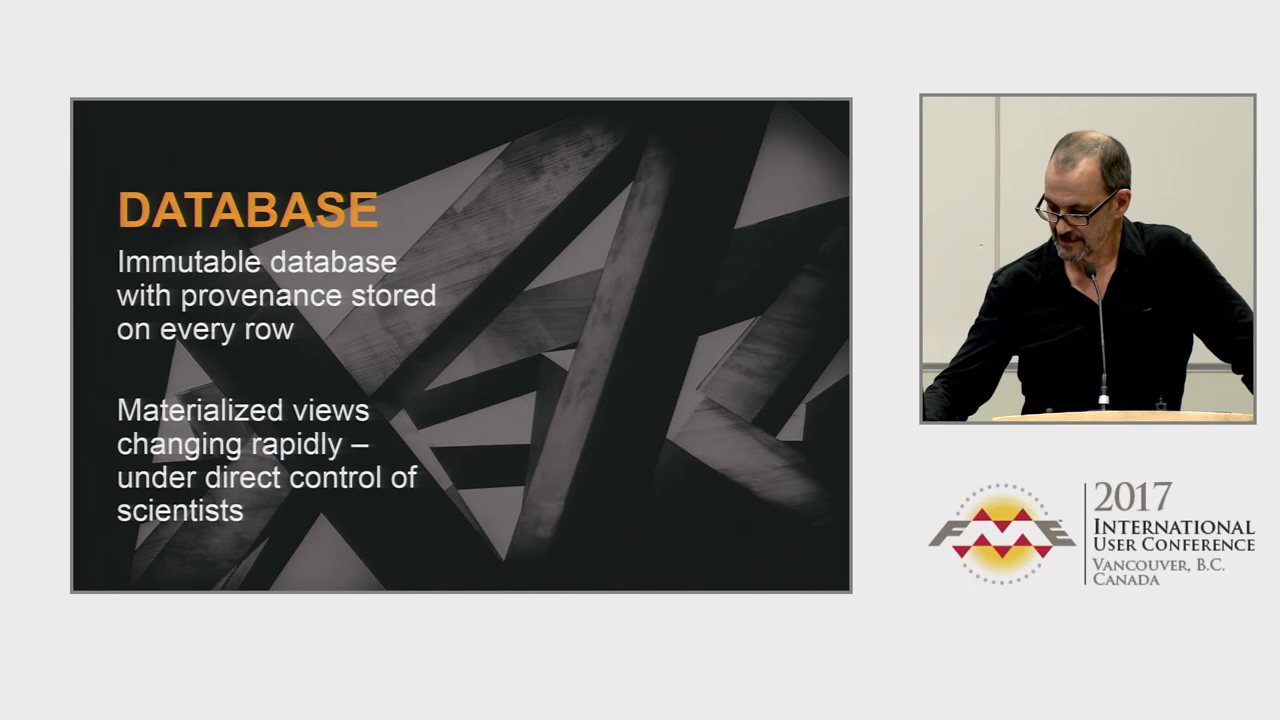 DATABASE
Immutable database
with provenance stored
on every row
Materialized views
changing rapidly –
under direct control of
scientists
FME
2017
INTERNATIONAL
USER CONFERENCE
VANCOUVER, B.C.
CANADA